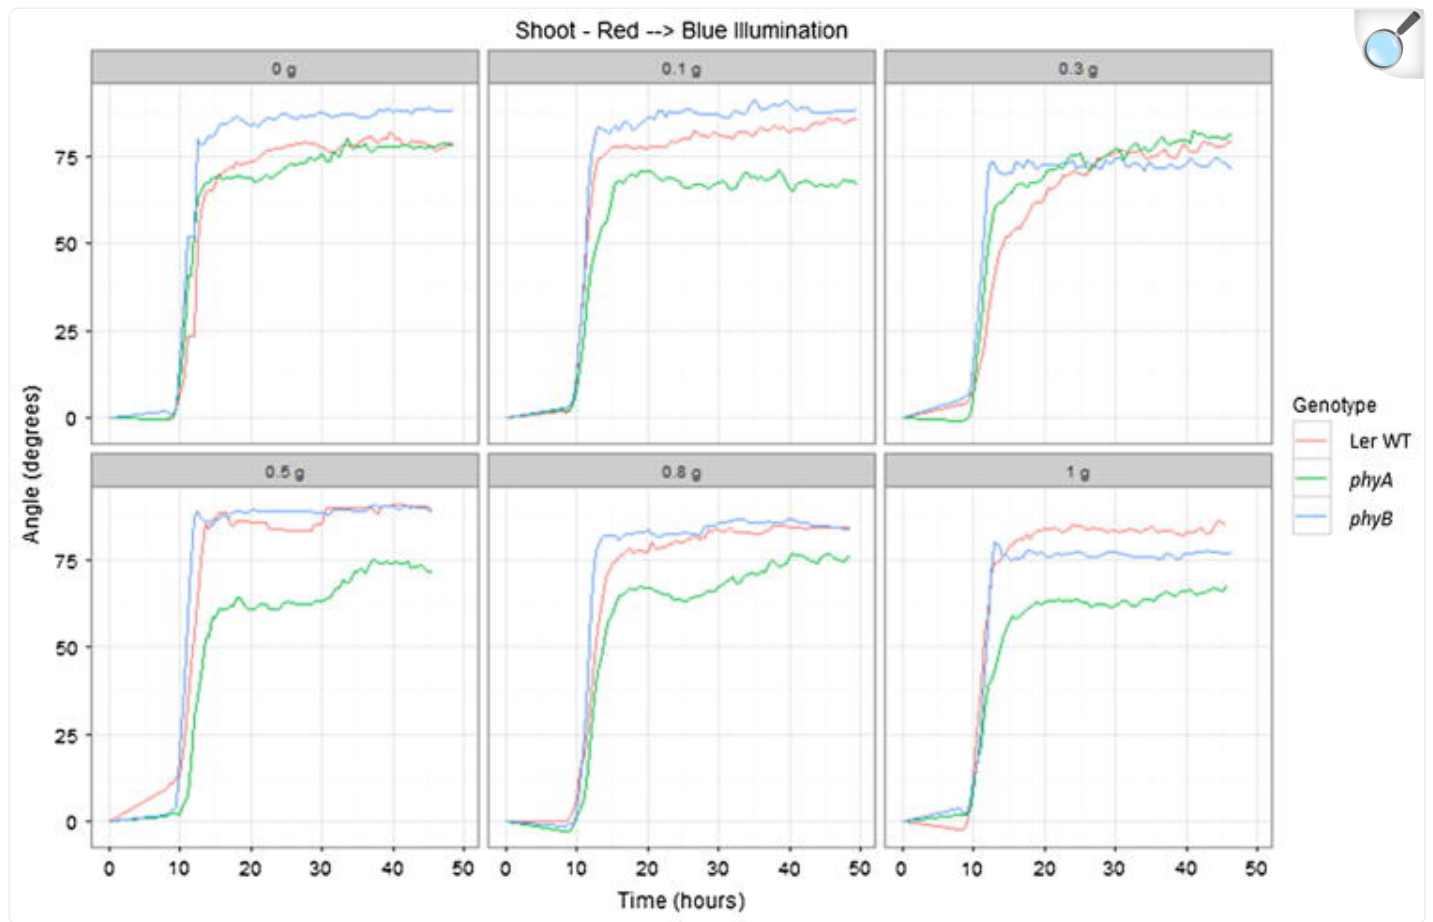 Shoot - Red --> Blue Illumination
0 g
0.1 g
0.3 g
75
50
25
0
0.5 g
0.8 g
1 g
75
50
25
0
0 10 20 30 40 50
0 10 20 30 40 50
0 10 20 30 40 50
Angle (degrees)
Time (hours)
Genotype
Ler WT
phyA
phyB